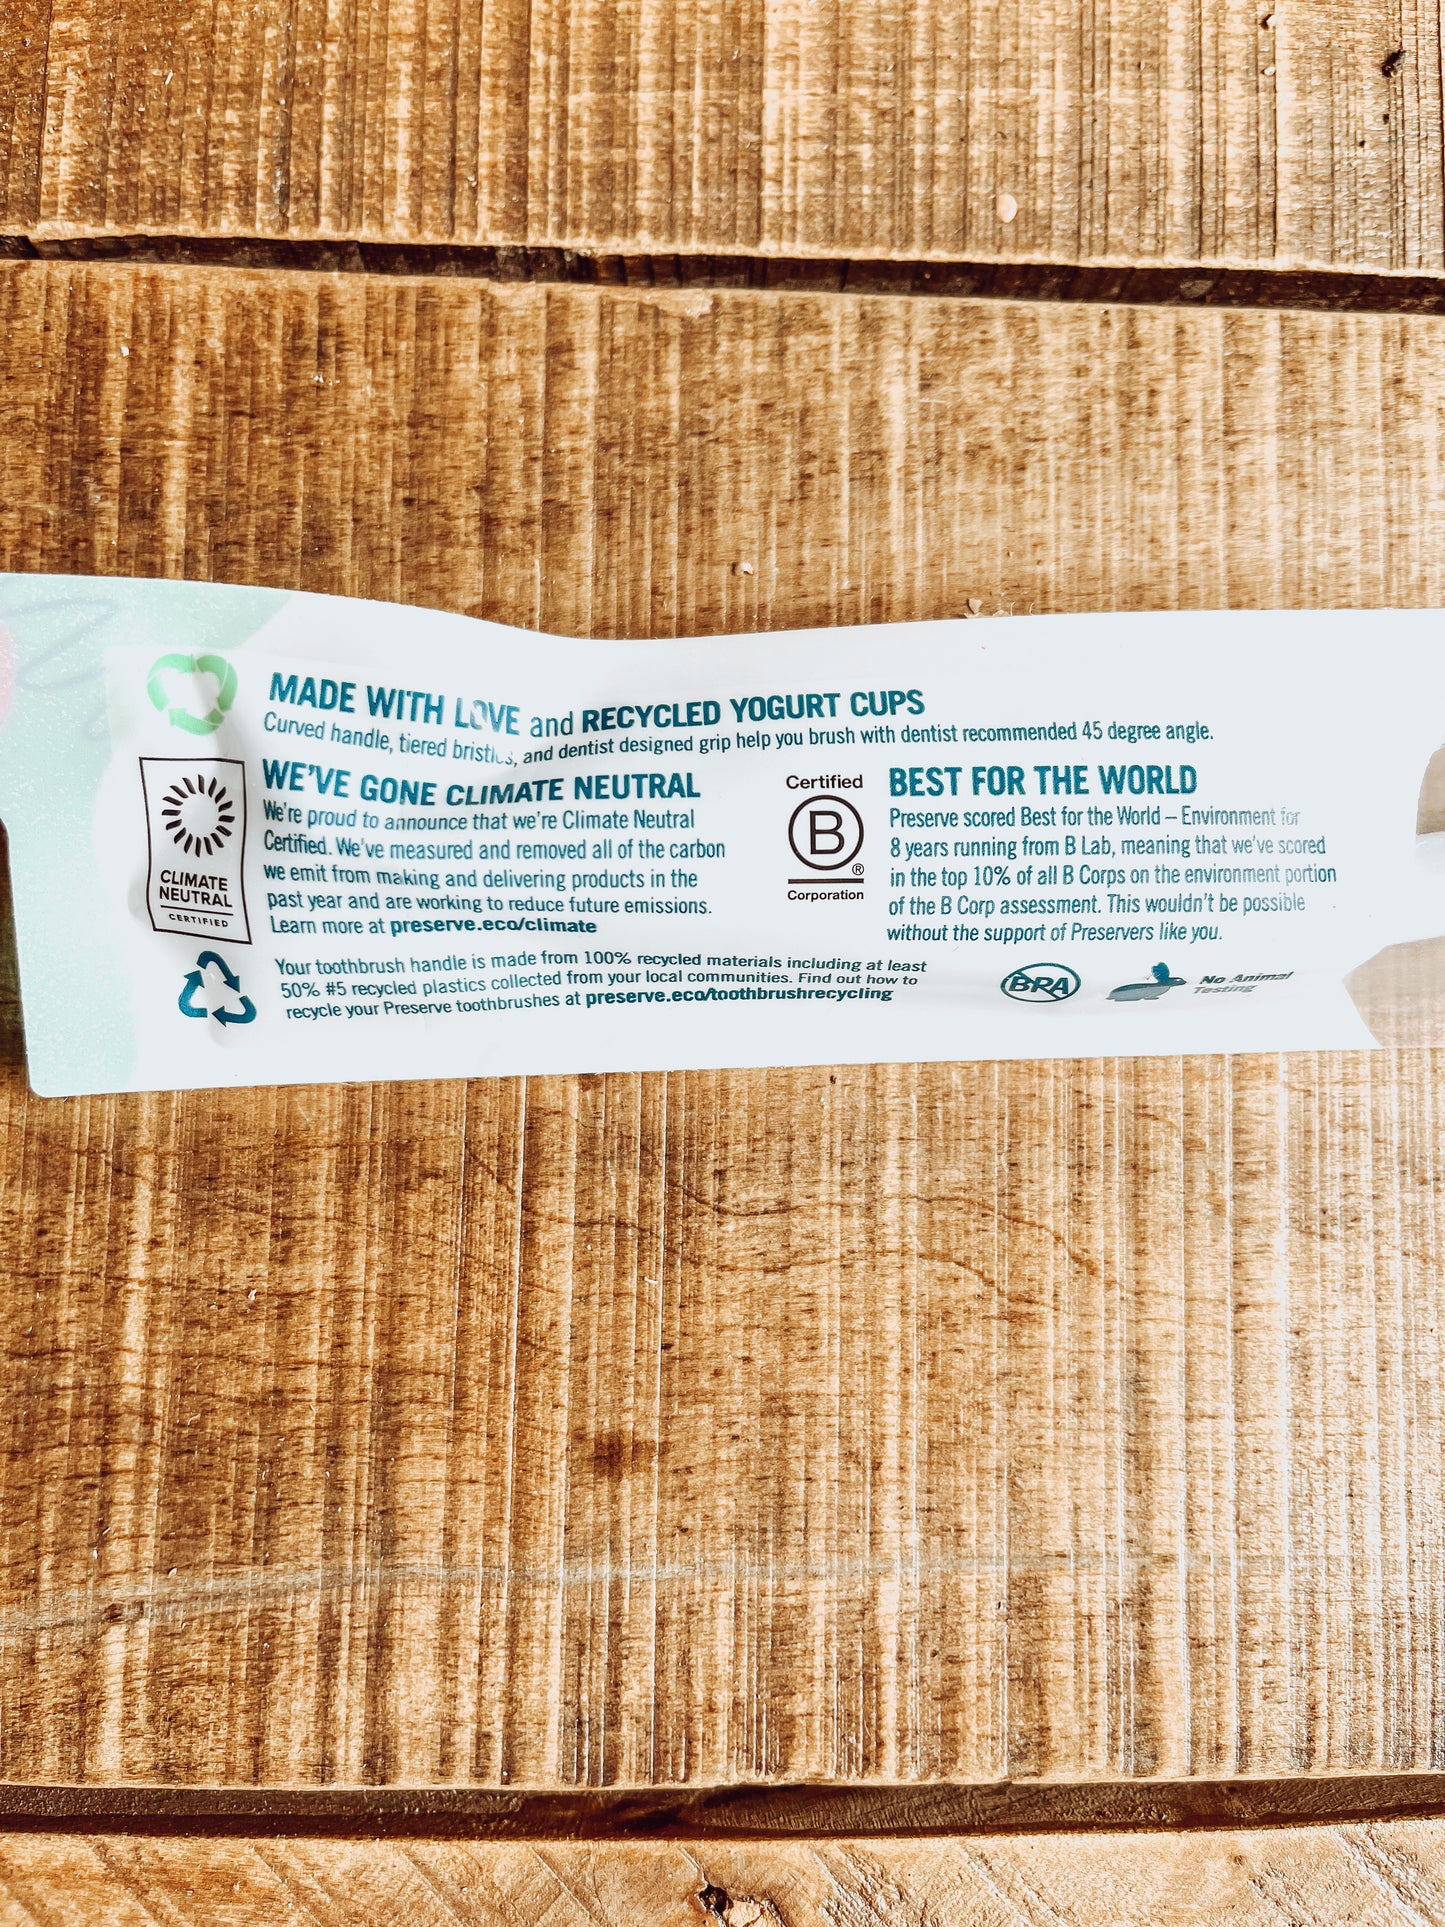 MADE WITH LOVE and RECYCLED YOGURT CUPS
Curved handle, tiered bristles, and dentist designed grip help you brush with dentist recommended 45 degree angle.
WE'VE GONE CLIMATE NEUTRAL
We're proud to announce that we're Climate Neutral
Certified. We've measured and removed all of the carbon
we emit from making and delivering products in the
past year and are working to reduce future emissions.
Learn more at preserve.eco/climate
CLIMATE
NEUTRAL
CERTIFIED
Certified
B
®
Corporation
BEST FOR THE WORLD
Preserve scored Best for the World – Environment for
8 years running from B Lab, meaning that we've scored
in the top 10% of all B Corps on the environment portion
of the B Corp assessment. This wouldn't be possible
without the support of Preservers like you.
Your toothbrush handle is made from 100% recycled materials including at least
50% #5 recycled plastics collected from your local communities. Find out how to
recycle your Preserve toothbrushes at preserve.eco/toothbrushrecycling
BPA
No Animal
Testing